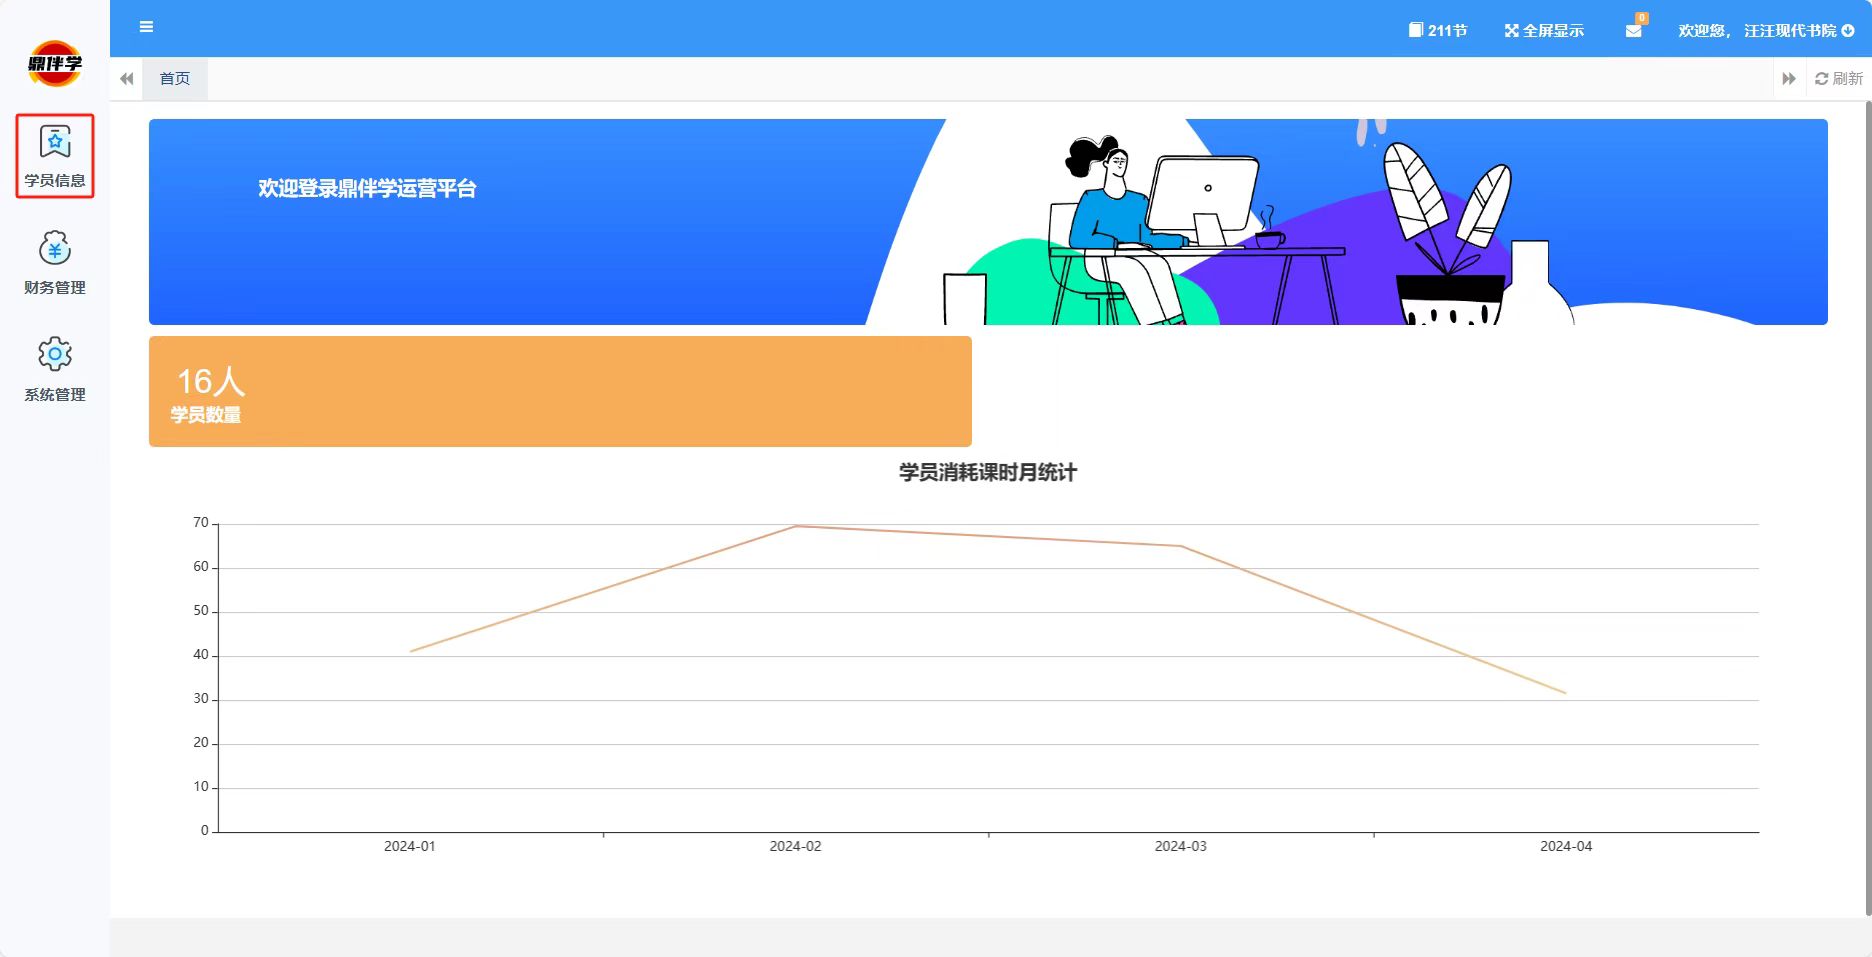 211节
全屏显示
0
欢迎您， 汪汪现代书院
鼎伴学
首页
刷新
学员信息
财务管理
系统管理
欢迎登录鼎伴学运营平台
16人
学员数量
学员消耗课时月统计
70
60
50
40
30
20
10
0
2024-01
2024-02
2024-03
2024-04